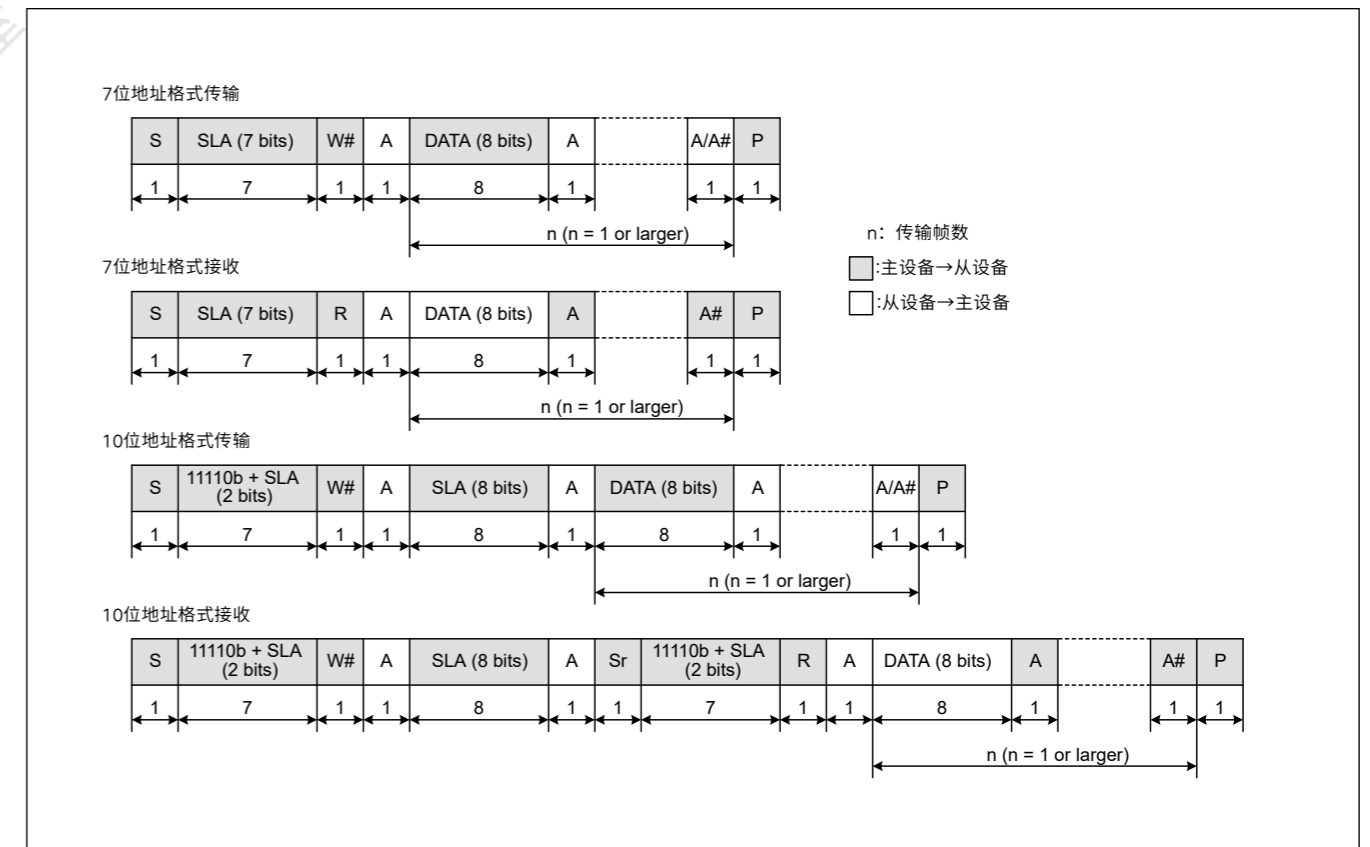 7位地址格式传输
S SLA (7 bits) W# A DATA (8 bits) A A/A# P
1 7 1 1 8 1 1 1
n (n = 1 or larger)
n：传输帧数
:主设备→从设备
:从设备→主设备
7位地址格式接收
S SLA (7 bits) R A DATA (8 bits) A A# P
1 7 1 1 8 1 1 1
n (n = 1 or larger)
10位地址格式传输
S 11110b + SLA (2 bits) W# A SLA (8 bits) A DATA (8 bits) A A/A# P
1 7 1 1 8 1 8 1 1 1
n (n = 1 or larger)
10位地址格式接收
S 11110b + SLA (2 bits) W# A SLA (8 bits) A Sr 11110b + SLA (2 bits) R A DATA (8 bits) A A# P
1 7 1 1 8 1 1 7 1 1 8 1 1 1
n (n = 1 or larger)